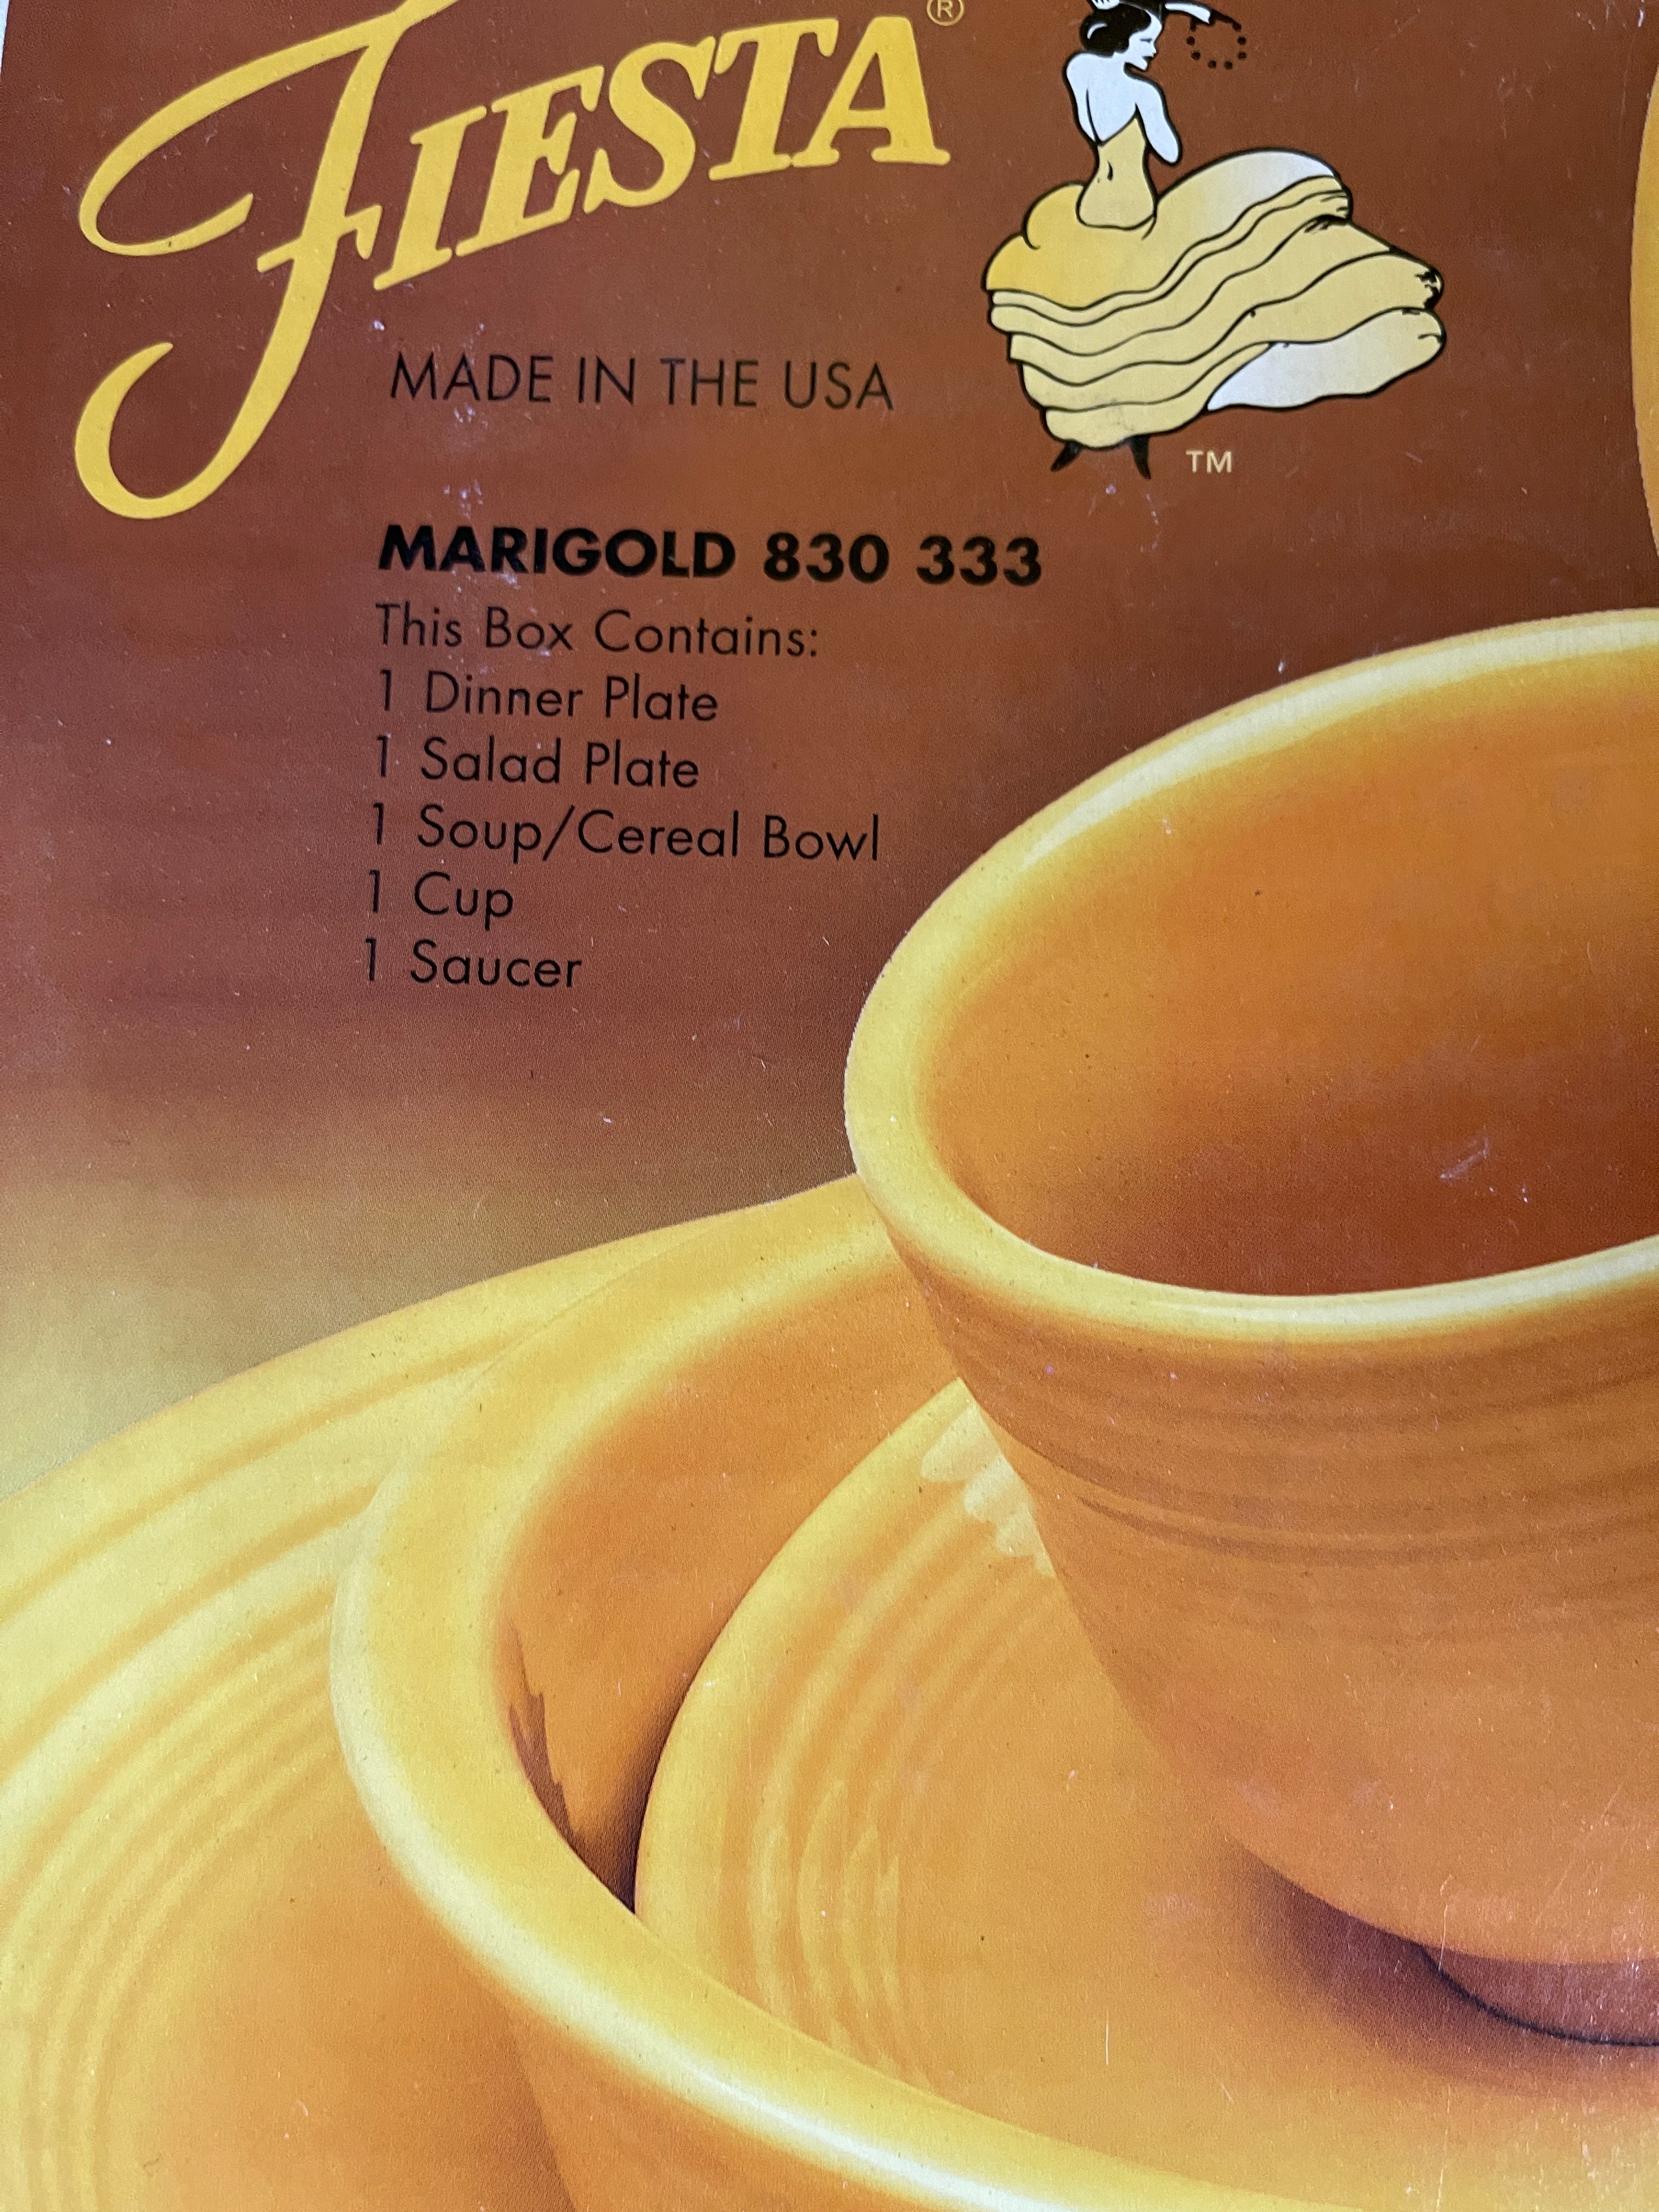 FIESTA®
MADE IN THE USA
TM
MARIGOLD 830 333
This Box Contains:
1 Dinner Plate
1 Salad Plate
1 Soup/Cereal Bowl
1 Cup
1 Saucer